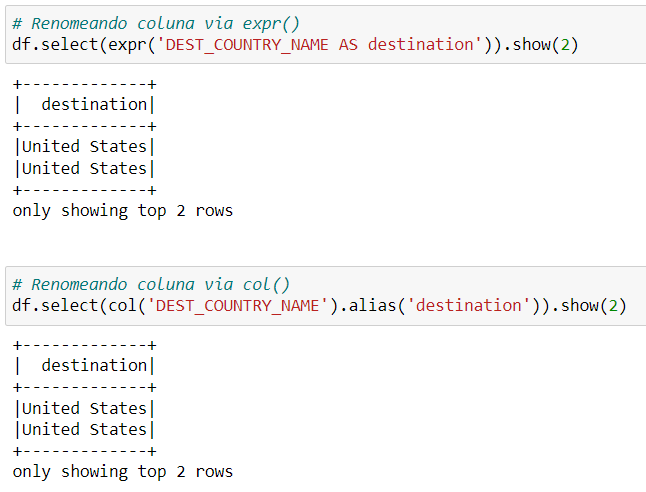 # Renomeando coluna via expr()
df.select(expr('DEST_COUNTRY_NAME AS destination')).show(2)
+-------------+
|  destination|
+-------------+
|United States|
|United States|
+-------------+
only showing top 2 rows
# Renomeando coluna via col()
df.select(col('DEST_COUNTRY_NAME').alias('destination')).show(2)
+-------------+
|  destination|
+-------------+
|United States|
|United States|
+-------------+
only showing top 2 rows